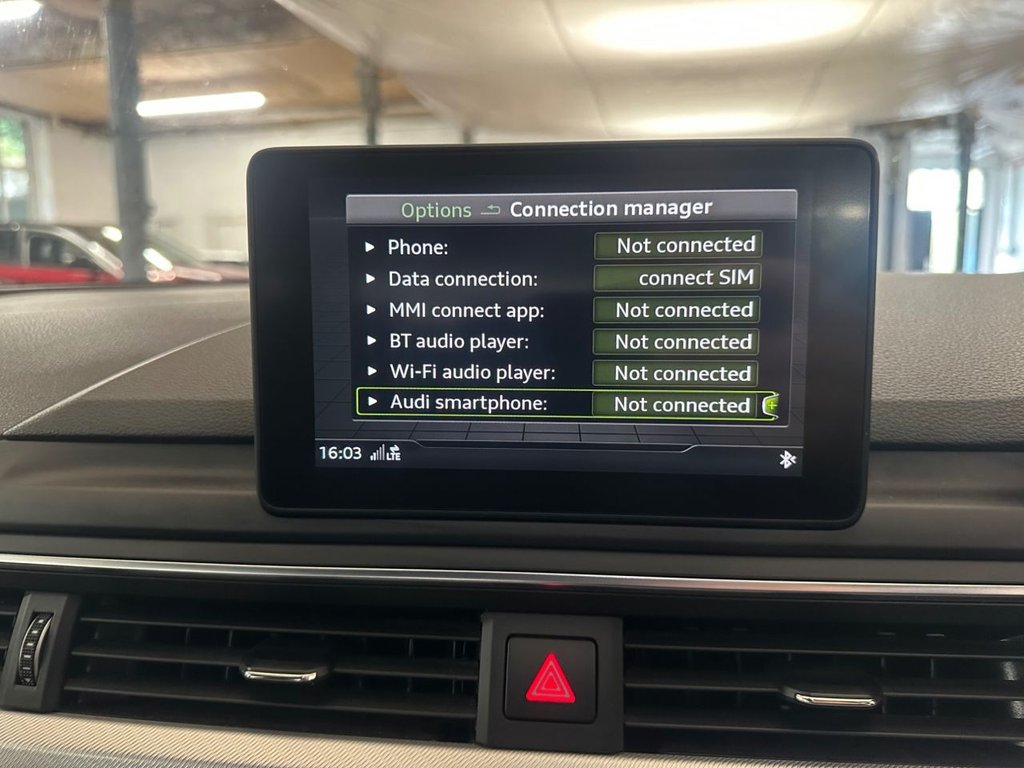 Options Connection manager
Phone: Not connected
Data connection: connect SIM
MMI connect app: Not connected
BT audio player: Not connected
Wi-Fi audio player: Not connected
Audi smartphone: Not connected
16:03 LTE